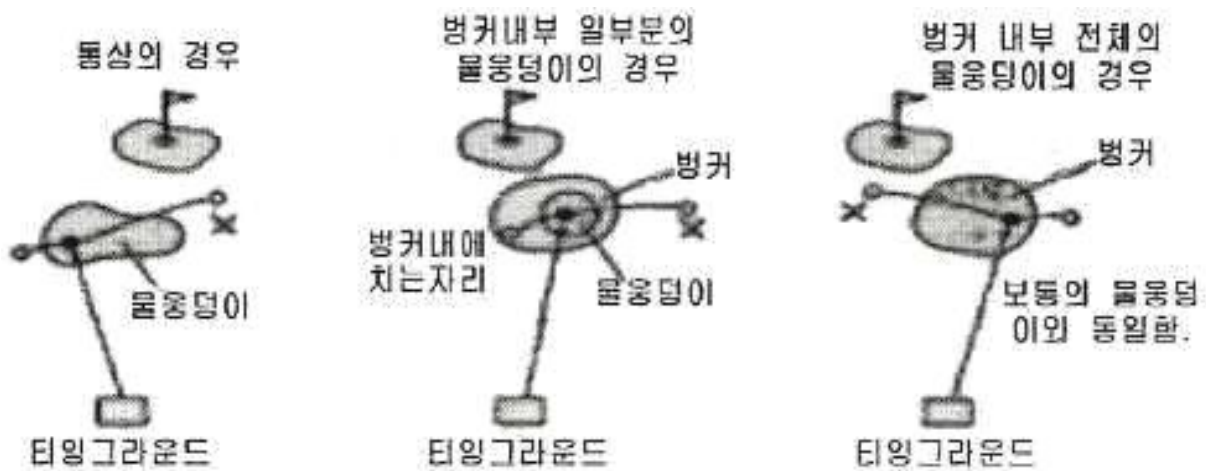 통상의 경우
벙커내부 일부분의
물웅덩이의 경우
벙커 내부 전체의
물웅덩이의 경우
벙커
벙커
벙커내에
치는자리
물웅덩이
물웅덩이
보통의 물웅덩
이와 동일함.
티잉그라운드
티잉그라운드
티잉그라운드